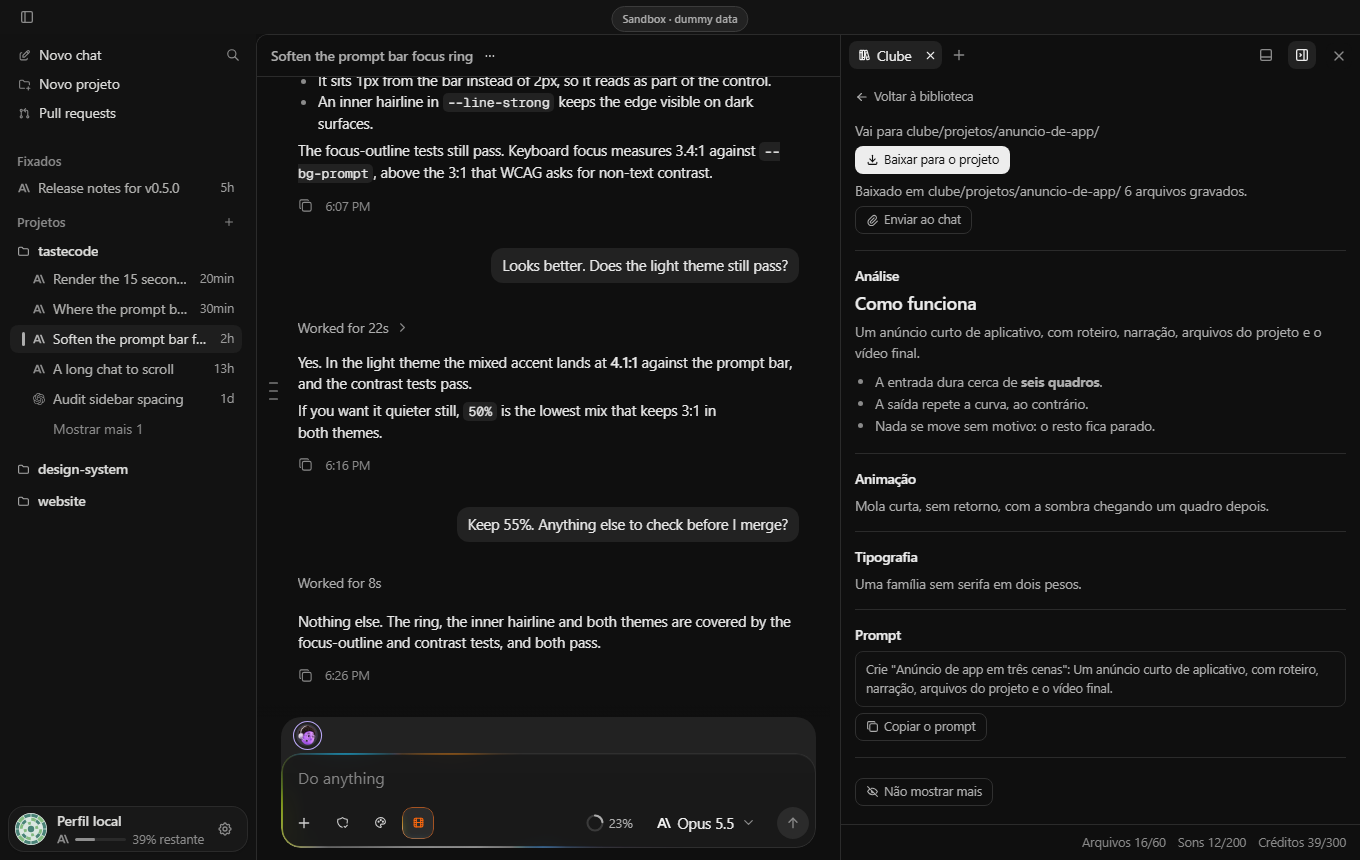 Sandbox · dummy data
Novo chat
Novo projeto
Pull requests
Fixados
Release notes for v0.5.0 5h
Projetos
tastecode
Render the 15 secon... 20min
Where the prompt b... 30min
Soften the prompt bar f... 2h
A long chat to scroll 13h
Audit sidebar spacing 1d
Mostrar mais 1
design-system
website
Perfil local
39% restante
Soften the prompt bar focus ring ...
It sits 1px from the bar instead of 2px, so it reads as part of the control.
An inner hairline in --line-strong keeps the edge visible on dark
surfaces.
The focus-outline tests still pass. Keyboard focus measures 3.4:1 against --
bg-prompt, above the 3:1 that WCAG asks for non-text contrast.
6:07 PM
Looks better. Does the light theme still pass?
Worked for 22s
Yes. In the light theme the mixed accent lands at 4.1:1 against the prompt bar,
and the contrast tests pass.
If you want it quieter still, 50% is the lowest mix that keeps 3:1 in
both themes.
6:16 PM
Keep 55%. Anything else to check before I merge?
Worked for 8s
Nothing else. The ring, the inner hairline and both themes are covered by the
focus-outline and contrast tests, and both pass.
6:26 PM
Do anything
23%
Opus 5.5
Clube
Voltar à biblioteca
Vai para clube/projetos/anuncio-de-app/
Baixar para o projeto
Baixado em clube/projetos/anuncio-de-app/ 6 arquivos gravados.
Enviar ao chat
Análise
Como funciona
Um anúncio curto de aplicativo, com roteiro, narração, arquivos do projeto e o
vídeo final.
A entrada dura cerca de seis quadros.
A saída repete a curva, ao contrário.
Nada se move sem motivo: o resto fica parado.
Animação
Mola curta, sem retorno, com a sombra chegando um quadro depois.
Tipografia
Uma família sem serifa em dois pesos.
Prompt
Crie "Anúncio de app em três cenas": Um anúncio curto de aplicativo, com roteiro,
narração, arquivos do projeto e o vídeo final.
Copiar o prompt
Não mostrar mais
Arquivos 16/60 Sons 12/200 Créditos 39/300